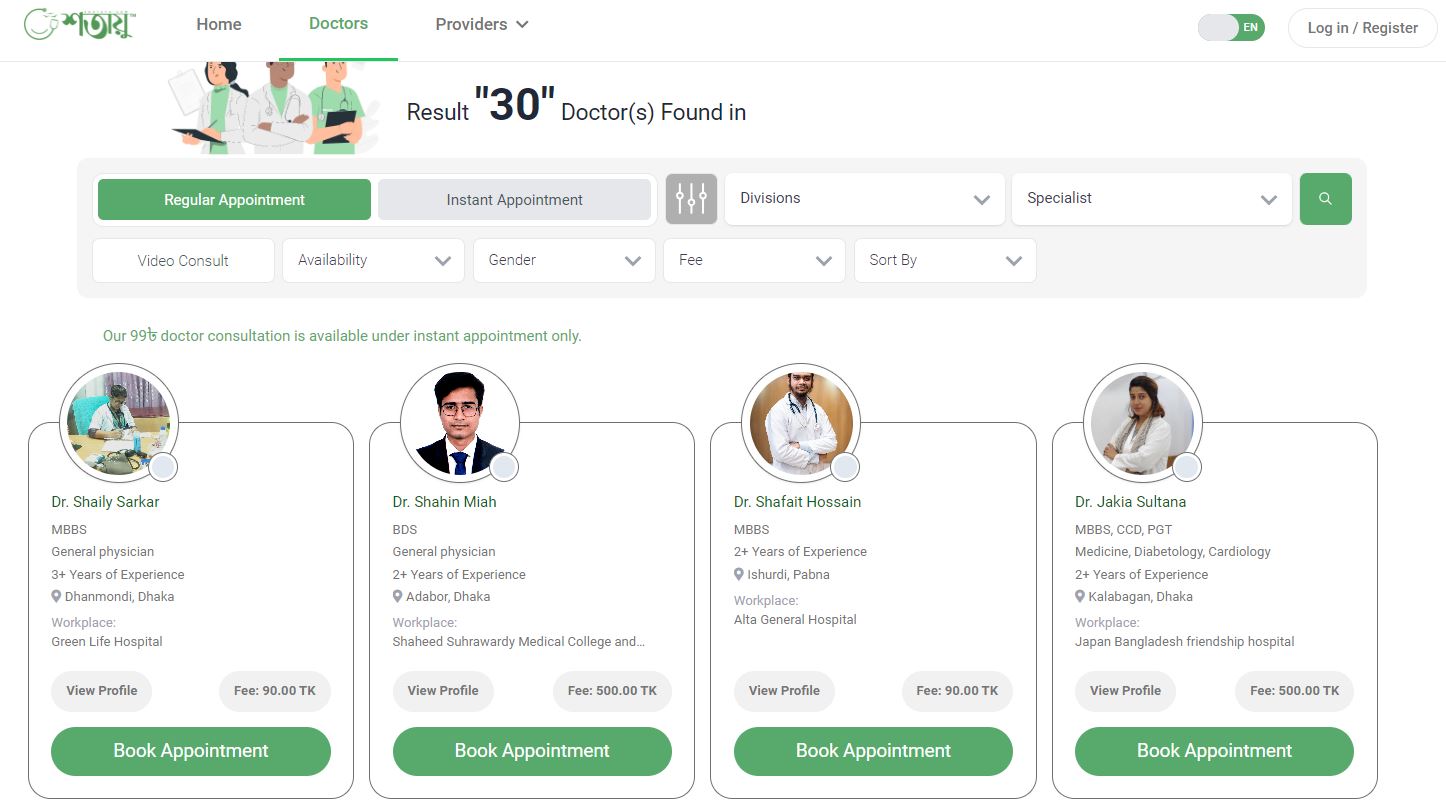 শতায়ু
Home
Doctors
Providers
EN
Log in / Register
Result "30" Doctor(s) Found in
Regular Appointment
Instant Appointment
Divisions
Specialist
Video Consult
Availability
Gender
Fee
Sort By
Our 99৳ doctor consultation is available under instant appointment only.
Dr. Shaily Sarkar
MBBS
General physician
3+ Years of Experience
Dhanmondi, Dhaka
Workplace:
Green Life Hospital
View Profile
Fee: 90.00 TK
Book Appointment
Dr. Shahin Miah
BDS
General physician
2+ Years of Experience
Adabor, Dhaka
Workplace:
Shaheed Suhrawardy Medical College and...
View Profile
Fee: 500.00 TK
Book Appointment
Dr. Shafait Hossain
MBBS
2+ Years of Experience
Ishurdi, Pabna
Workplace:
Alta General Hospital
View Profile
Fee: 90.00 TK
Book Appointment
Dr. Jakia Sultana
MBBS, CCD, PGT
Medicine, Diabetology, Cardiology
2+ Years of Experience
Kalabagan, Dhaka
Workplace:
Japan Bangladesh friendship hospital
View Profile
Fee: 500.00 TK
Book Appointment